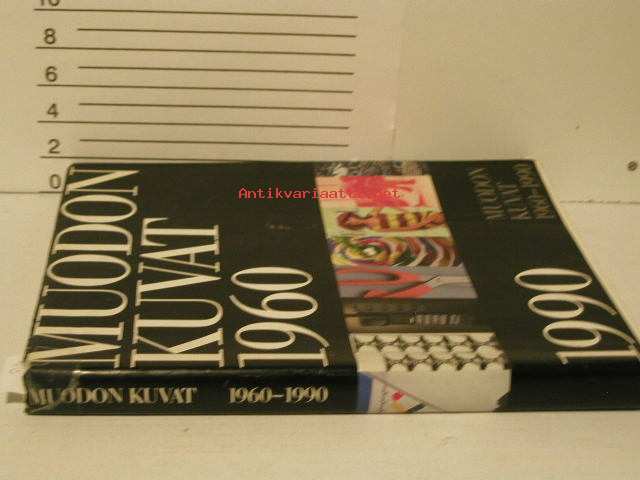 10
8
6
4
2
0
Antikvariaatti.net
MUODON
KUVAT
1960
1990
MUODON
KUVAT
1960–1990
MUODON KUVAT 1960–1990